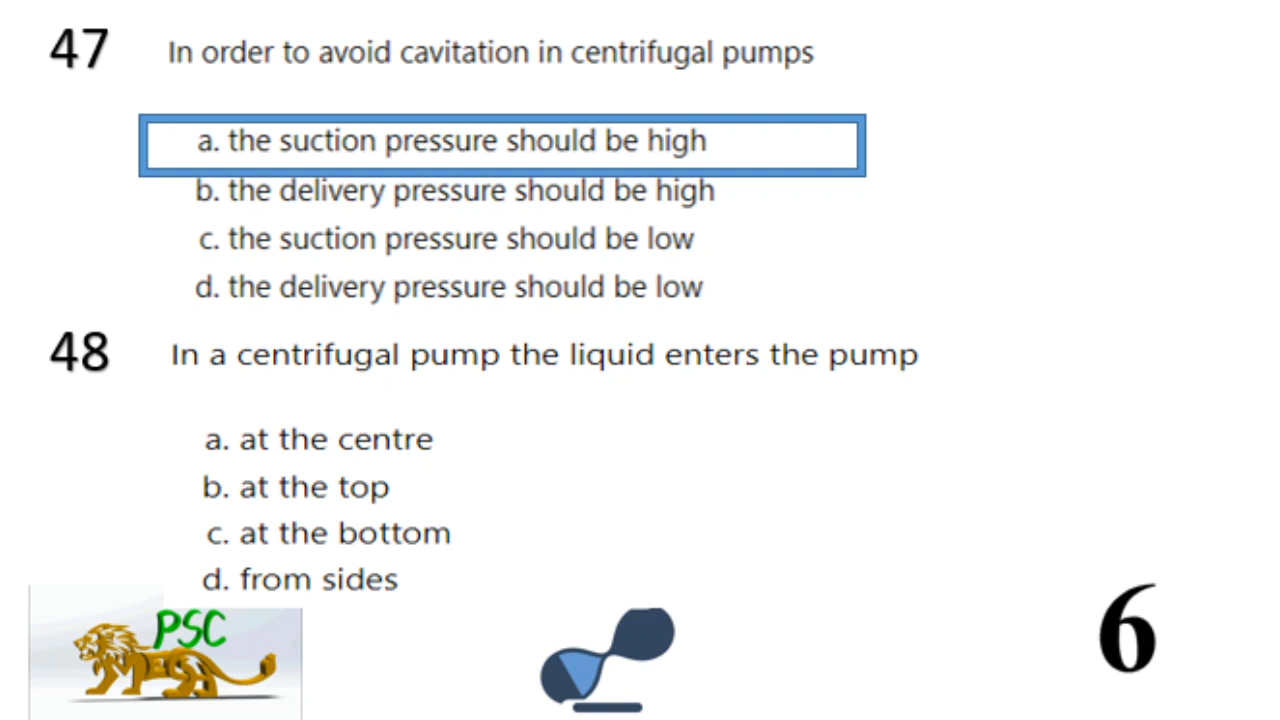 47 In order to avoid cavitation in centrifugal pumps
a. the suction pressure should be high
b. the delivery pressure should be high
c. the suction pressure should be low
d. the delivery pressure should be low
48 In a centrifugal pump the liquid enters the pump
a. at the centre
b. at the top
c. at the bottom
d. from sides
PSC
6